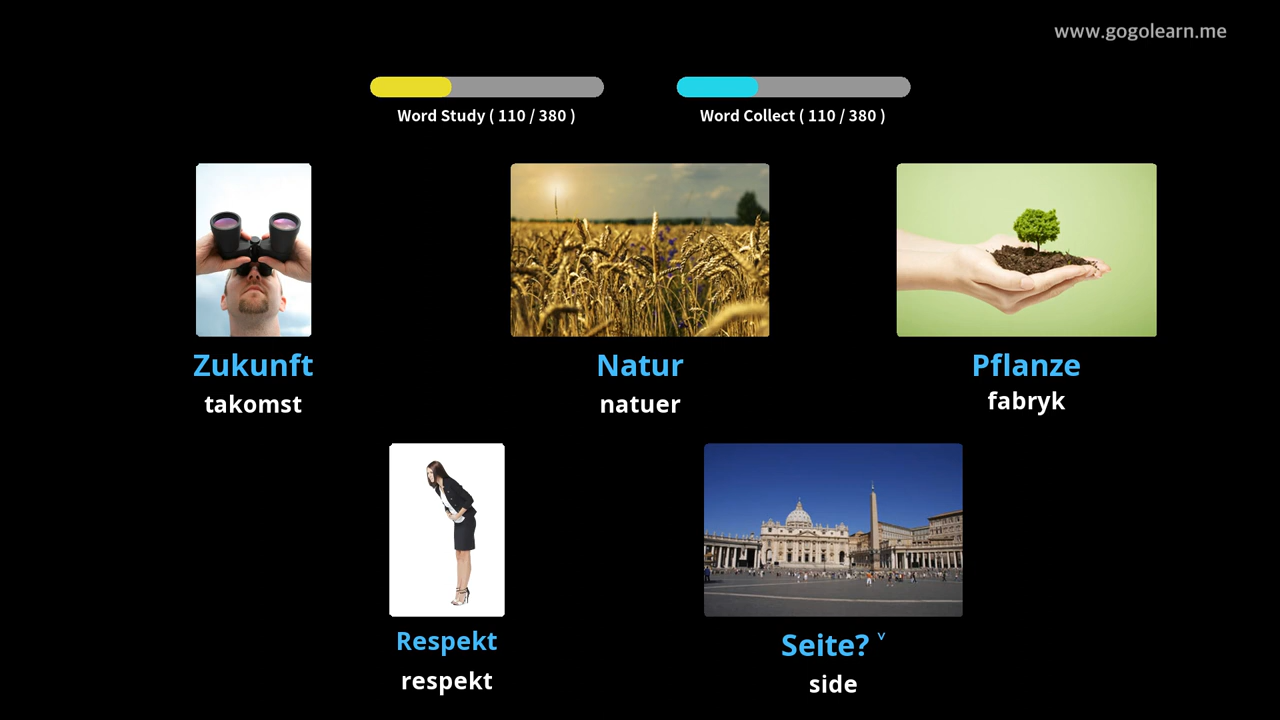 www.gogolearn.me
Word Study ( 110 / 380 )
Word Collect ( 110 / 380 )
Zukunft
takomst
Natur
natuer
Pflanze
fabryk
Respekt
respekt
Seite? ˅
side